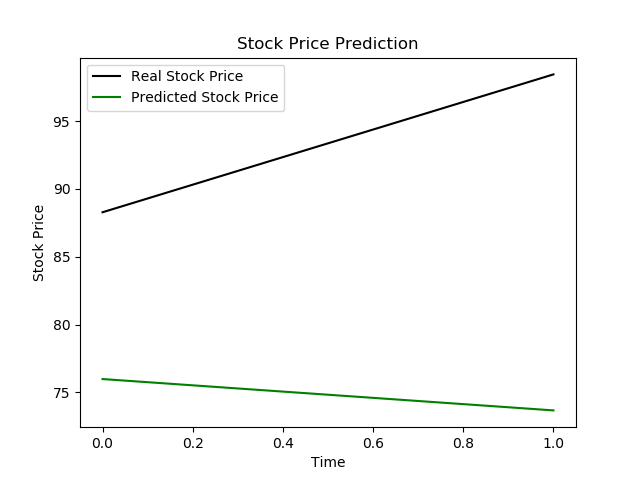 Stock Price Prediction
Real Stock Price
Predicted Stock Price
95
90
85
80
75
Stock Price
0.0 0.2 0.4 0.6 0.8 1.0
Time